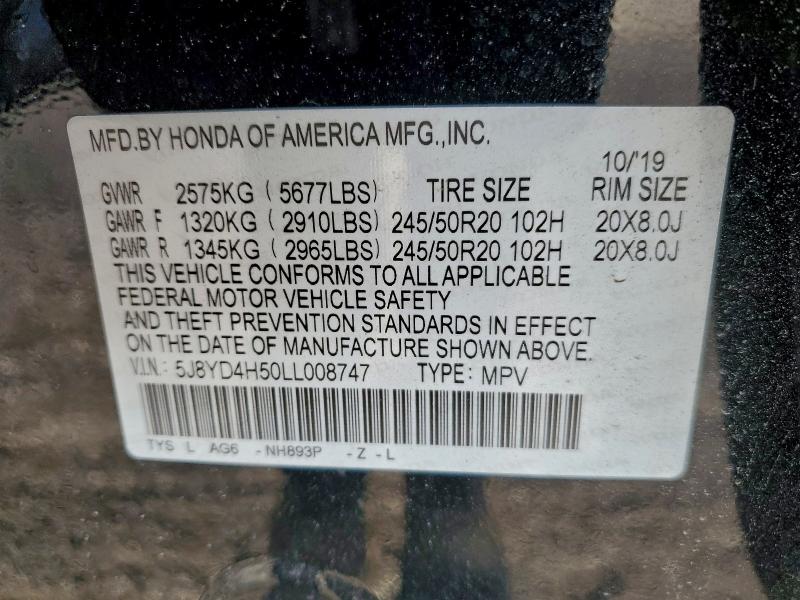 MFD.BY HONDA OF AMERICA MFG.,INC.
10/'19
GVWR 2575KG ( 5677LBS) TIRE SIZE RIM SIZE
GAWR F 1320KG ( 2910LBS) 245/50R20 102H 20X8.0J
GAWR R 1345KG ( 2965LBS) 245/50R20 102H 20X8.0J
THIS VEHICLE CONFORMS TO ALL APPLICABLE
FEDERAL MOTOR VEHICLE SAFETY
AND THEFT PREVENTION STANDARDS IN EFFECT
ON THE DATE OF MANUFACTURE SHOWN ABOVE.
V.I.N.: 5J8YD4H50LL008747 TYPE: MPV
TYS L AG6 -NH893P -Z -L